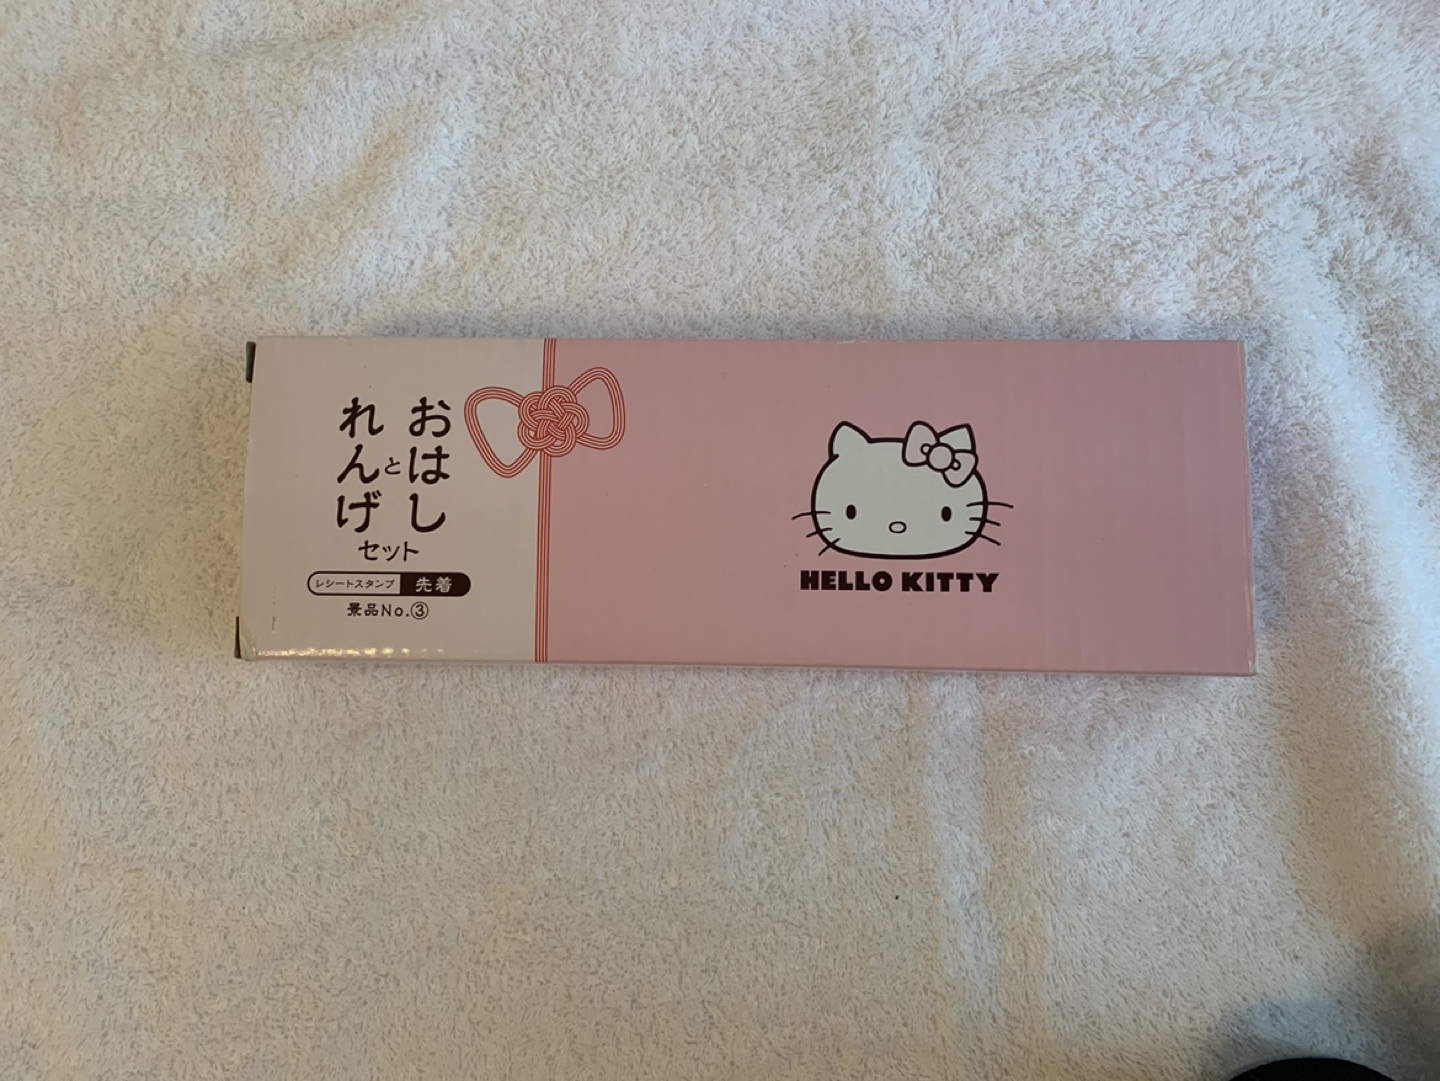 おはし
と
れんげ
セット
レシートスタンプ 先着
景品No.③
HELLO KITTY